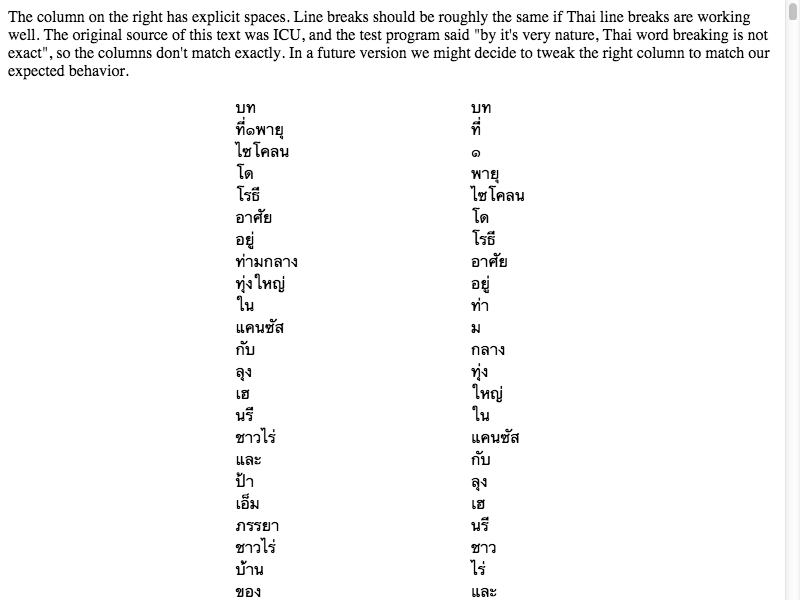 The column on the right has explicit spaces. Line breaks should be roughly the same if Thai line breaks are working
well. The original source of this text was ICU, and the test program said "by it's very nature, Thai word breaking is not
exact", so the columns don't match exactly. In a future version we might decide to tweak the right column to match our
expected behavior.
บท
ที่๑พายุ
ไซโคลน
โด
โรธี
อาศัย
อยู่
ท่ามกลาง
ทุ่งใหญ่
ใน
แคนซัส
กับ
ลุง
เฮ
นรี
ชาวไร่
และ
ป้า
เอ็ม
ภรรยา
ชาวไร่
บ้าน
ของ
บท
ที่
๑
พายุ
ไซโคลน
โด
โรธี
อาศัย
อยู่
ท่า
ม
กลาง
ทุ่ง
ใหญ่
ใน
แคนซัส
กับ
ลุง
เฮ
นรี
ชาว
ไร่
และ